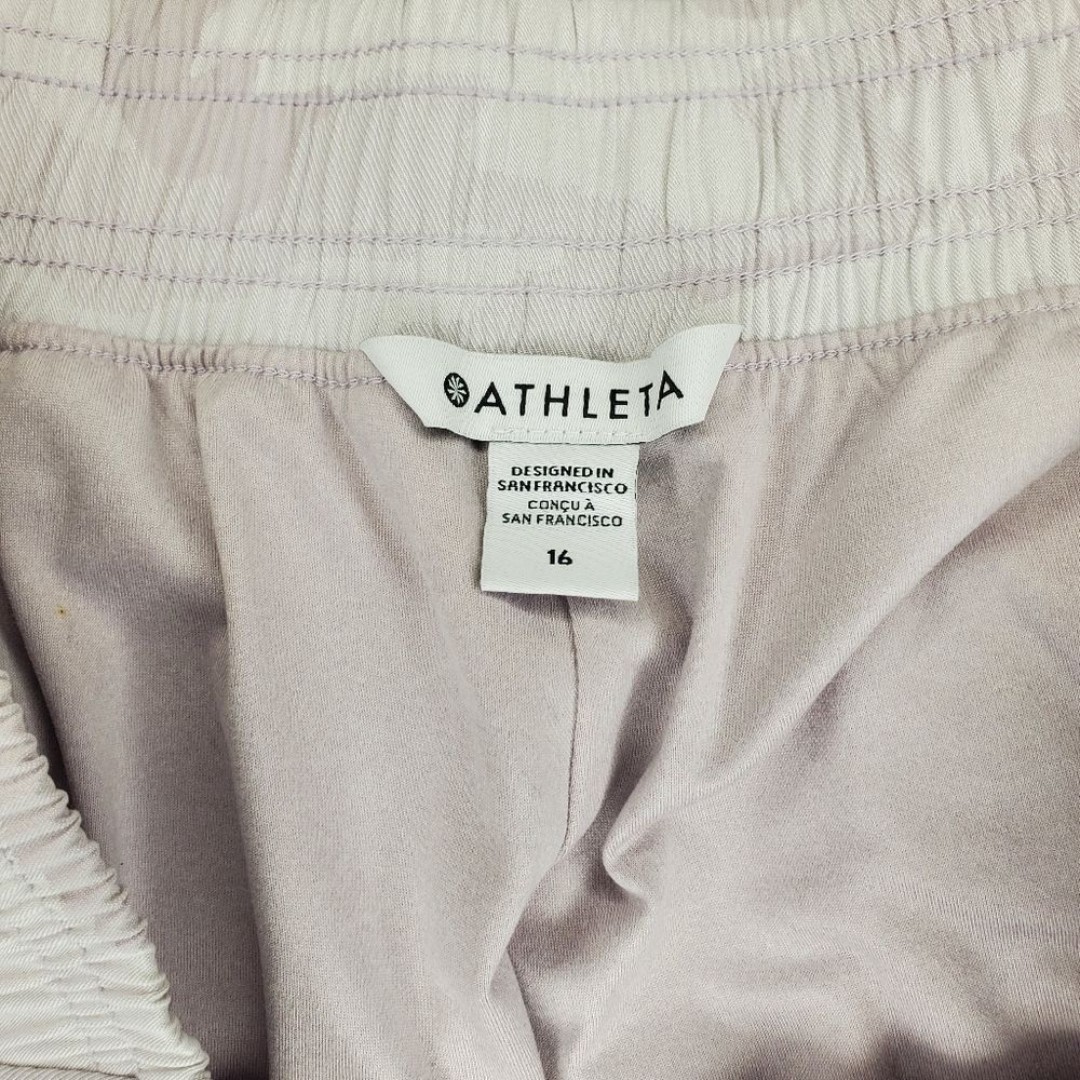 ATHLETA
DESIGNED IN
SAN FRANCISCO
CONÇU À
SAN FRANCISCO
16